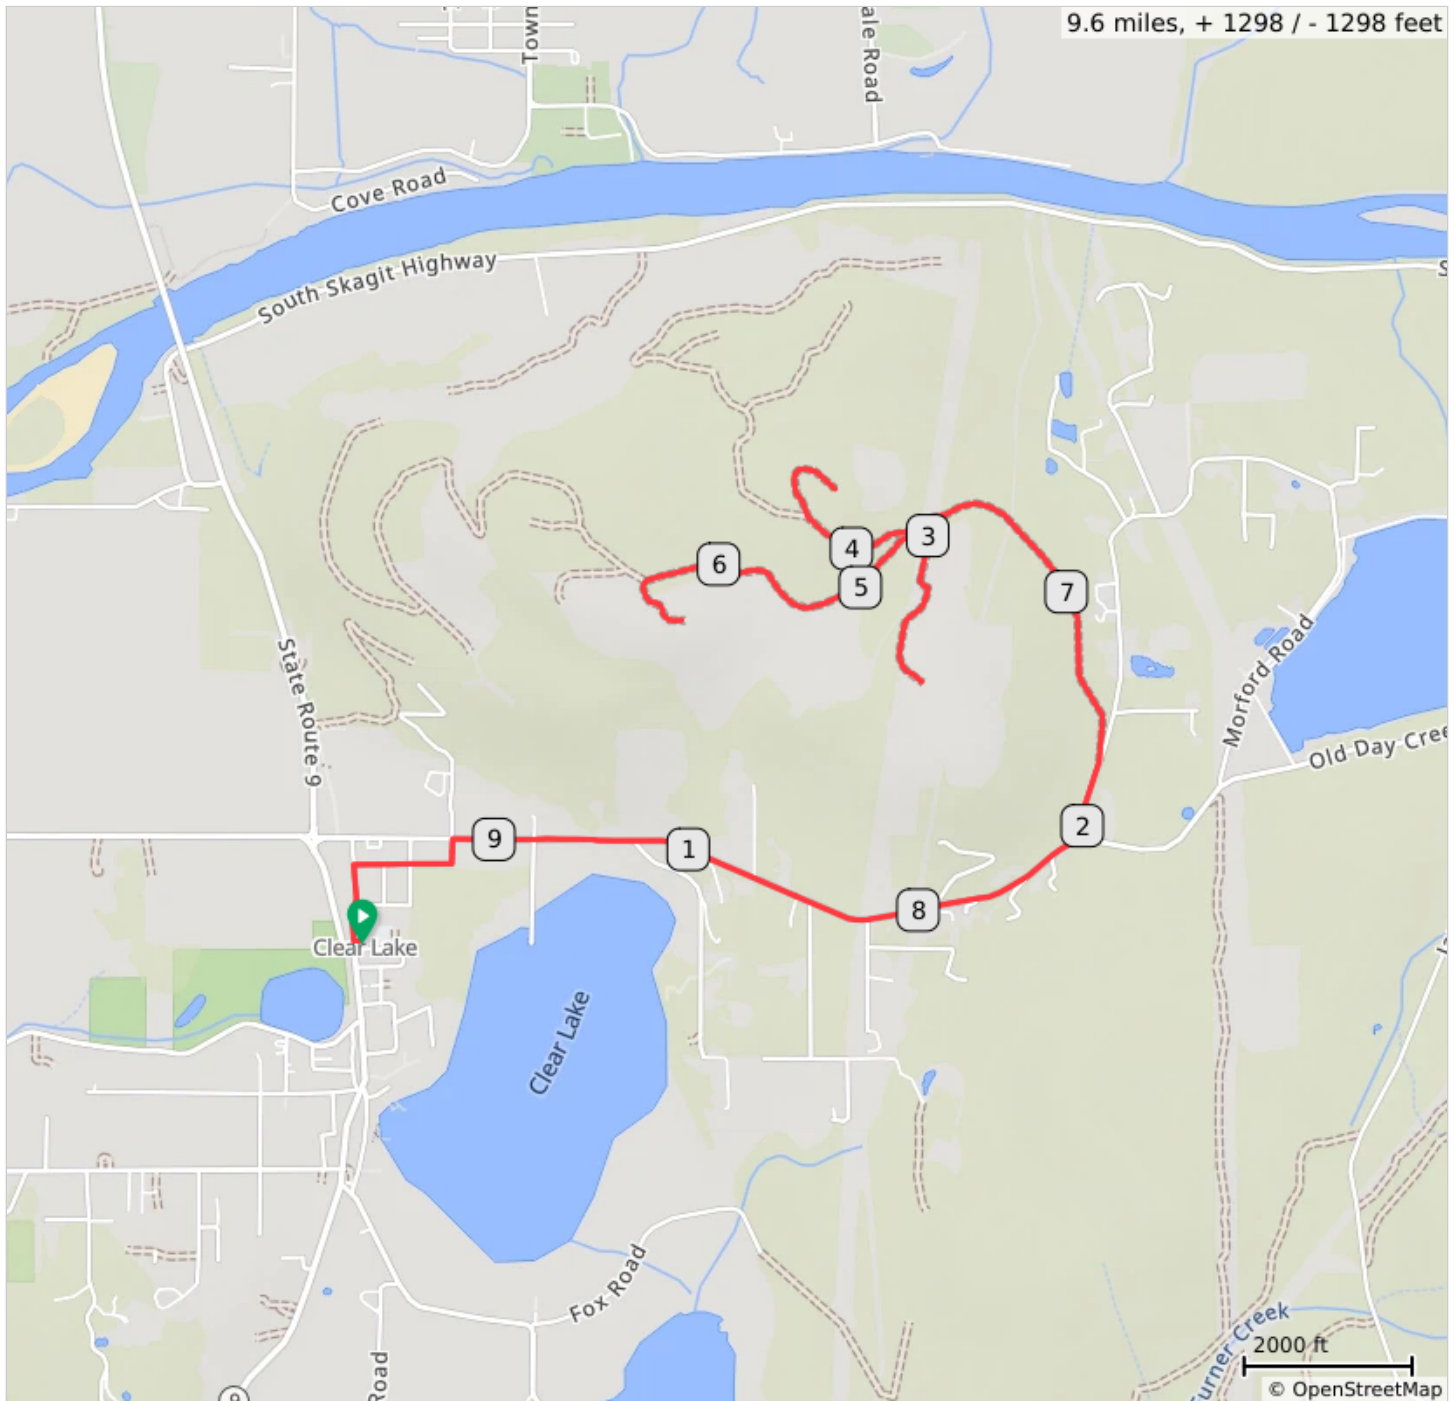 9.6 miles, + 1298 / - 1298 feet
Town
ale Road
Cove Road
South Skagit Highway
S
3
4
6
5
7
State Route 9
Morford Road
Old Day Cree
2
9
1
8
Clear Lake
Clear Lake
Fox Road
Road
9
urner Creek
2000 ft
© OpenStreetMap